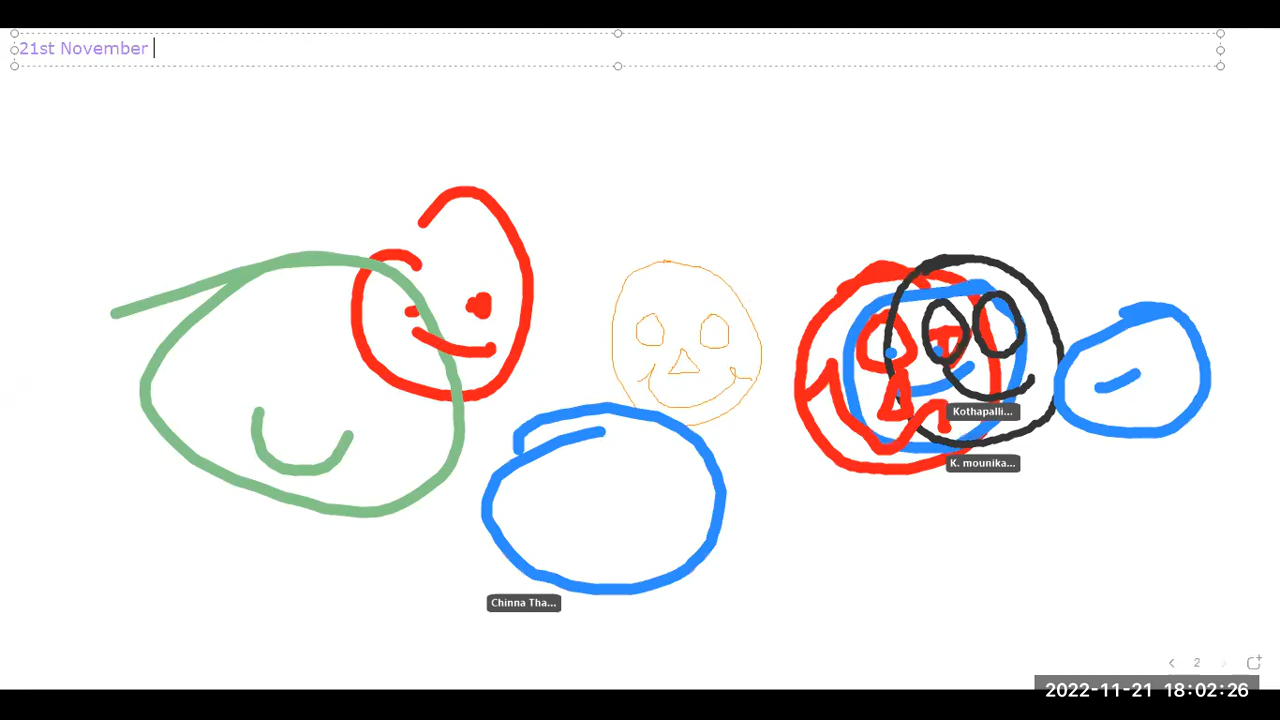 21st November
Kothapalli...
K. mounika...
Chinna Tha...
2
2022-11-21 18:02:26